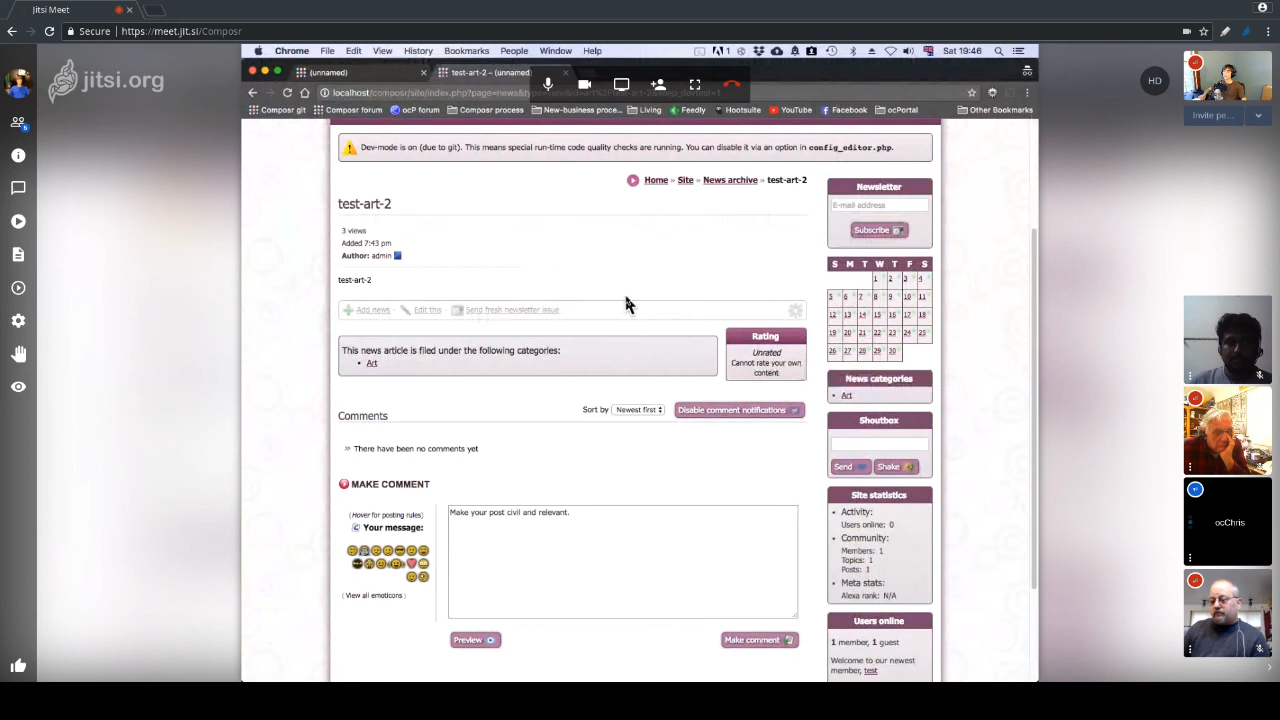 Jitsi Meet
Secure
https://meet.jit.si/Composr
Chrome File Edit View History Bookmarks People Window Help
1
Sat 19:46
(unnamed)
test-art-2 – (unnamed)
Composr git
Composr forum
ocP forum
Composr process
New-business proce...
Living
Feedly
Hootsuite
YouTube
Facebook
ocPortal
Other Bookmarks
jitsi.org
HD
Invite pe...
Dev-mode is on (due to git). This means special run-time code quality checks are running. You can disable it via an option in config_editor.php.
Home » Site » News archive » test-art-2
test-art-2
3 views
Added 7:43 pm
Author: admin
test-art-2
Add news
Edit this
Send fresh newsletter issue
This news article is filed under the following categories:
Art
Rating
Unrated
Cannot rate your own
content
Comments
Sort by Newest first
Disable comment notifications
» There have been no comments yet
MAKE COMMENT
(Hover for posting rules)
Your message:
(View all emoticons)
Make your post civil and relevant.
Preview
Make comment
Newsletter
E-mail address
Subscribe
S M T W T F S
1 2 3 4
5 6 7 8 9 10 11
12 13 14 15 16 17 18
19 20 21 22 23 24 25
26 27 28 29 30
News categories
Art
Shoutbox
Send
Shake
Site statistics
Activity:
Users online: 0
Community:
Members: 1
Topics: 1
Posts: 1
Meta stats:
Alexa rank: N/A
Users online
1 member, 1 guest
Welcome to our newest
member, test
ocChris